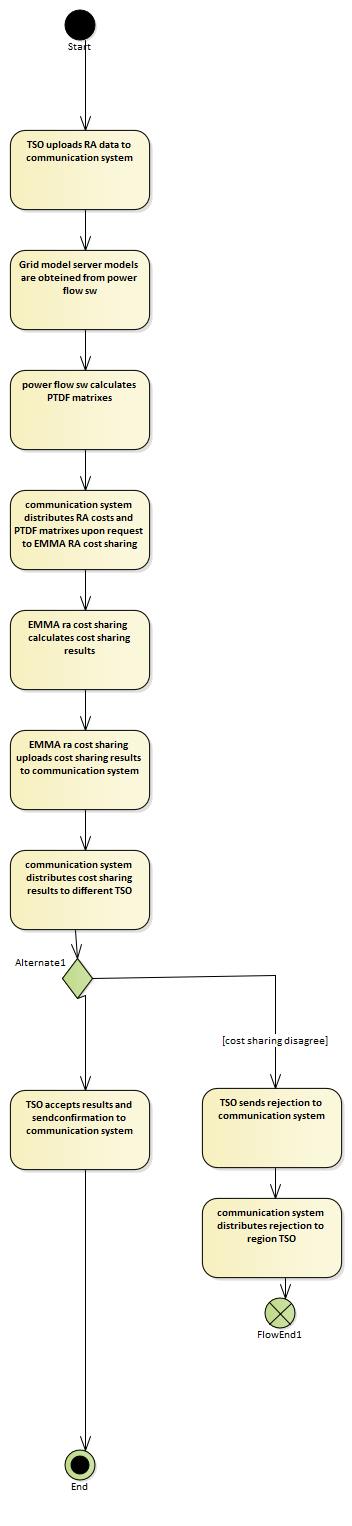 Start
TSO uploads RA data to
communication system
Grid model server models
are obteined from power
flow sw
power flow sw calculates
PTDF matrixes
communication system
distributes RA costs and
PTDF matrixes upon request
to EMMA RA cost sharing
EMMA ra cost sharing
calculates cost sharing
results
EMMA ra cost sharing
uploads cost sharing results
to communication system
communication system
distributes cost sharing
results to different TSO
Alternate1
[cost sharing disagree]
TSO accepts results and
sendconfirmation to
communication system
TSO sends rejection to
communication system
communication system
distributes rejection to
region TSO
FlowEnd1
End